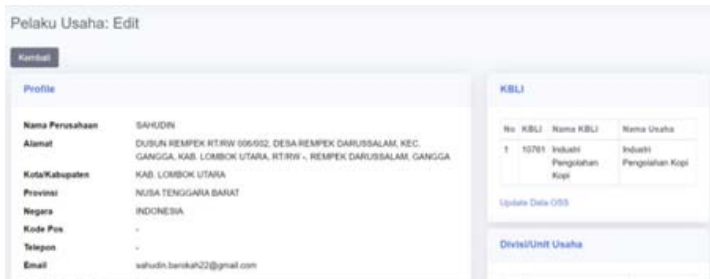 Pelaku Usaha: Edit
Kembali
Profile
Nama Perusahaan SAHUDIN
Alamat DUSUN REMPEK RT/RW 006/002, DESA REMPEK DARUSSALAM, KEC.
GANGGA, KAB. LOMBOK UTARA, RT/RW -, REMPEK DARUSSALAM, GANGGA
Kota/Kabupaten KAB. LOMBOK UTARA
Provinsi NUSA TENGGARA BARAT
Negara INDONESIA
Kode Pos -
Telepon -
Email sahudin.barokah22@gmail.com
KBLI
No KBLI Nama KBLI Nama Usaha
1 10761 Industri Industri
Pengolahan Pengolahan Kopi
Kopi
Update Data OSS
Divisi/Unit Usaha